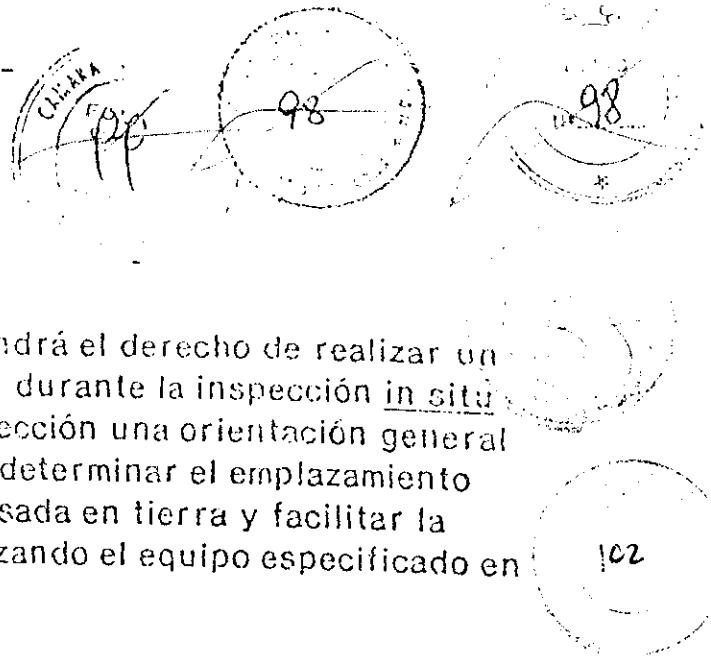 CAMARA
98
98
ndrá el derecho de realizar un
durante la inspección in situ
ección una orientación general
determinar el emplazamiento
sada en tierra y facilitar la
zando el equipo especificado en
102